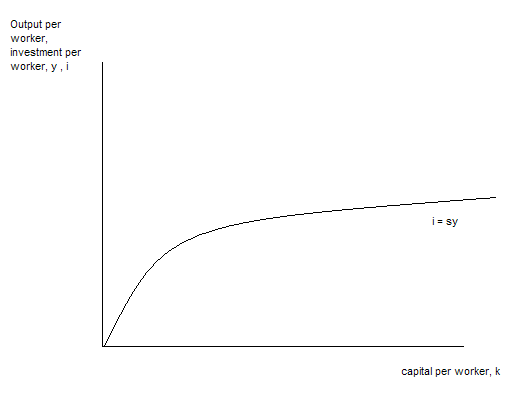 Output per
worker,
investment per
worker, y , i
i = sy
capital per worker, k